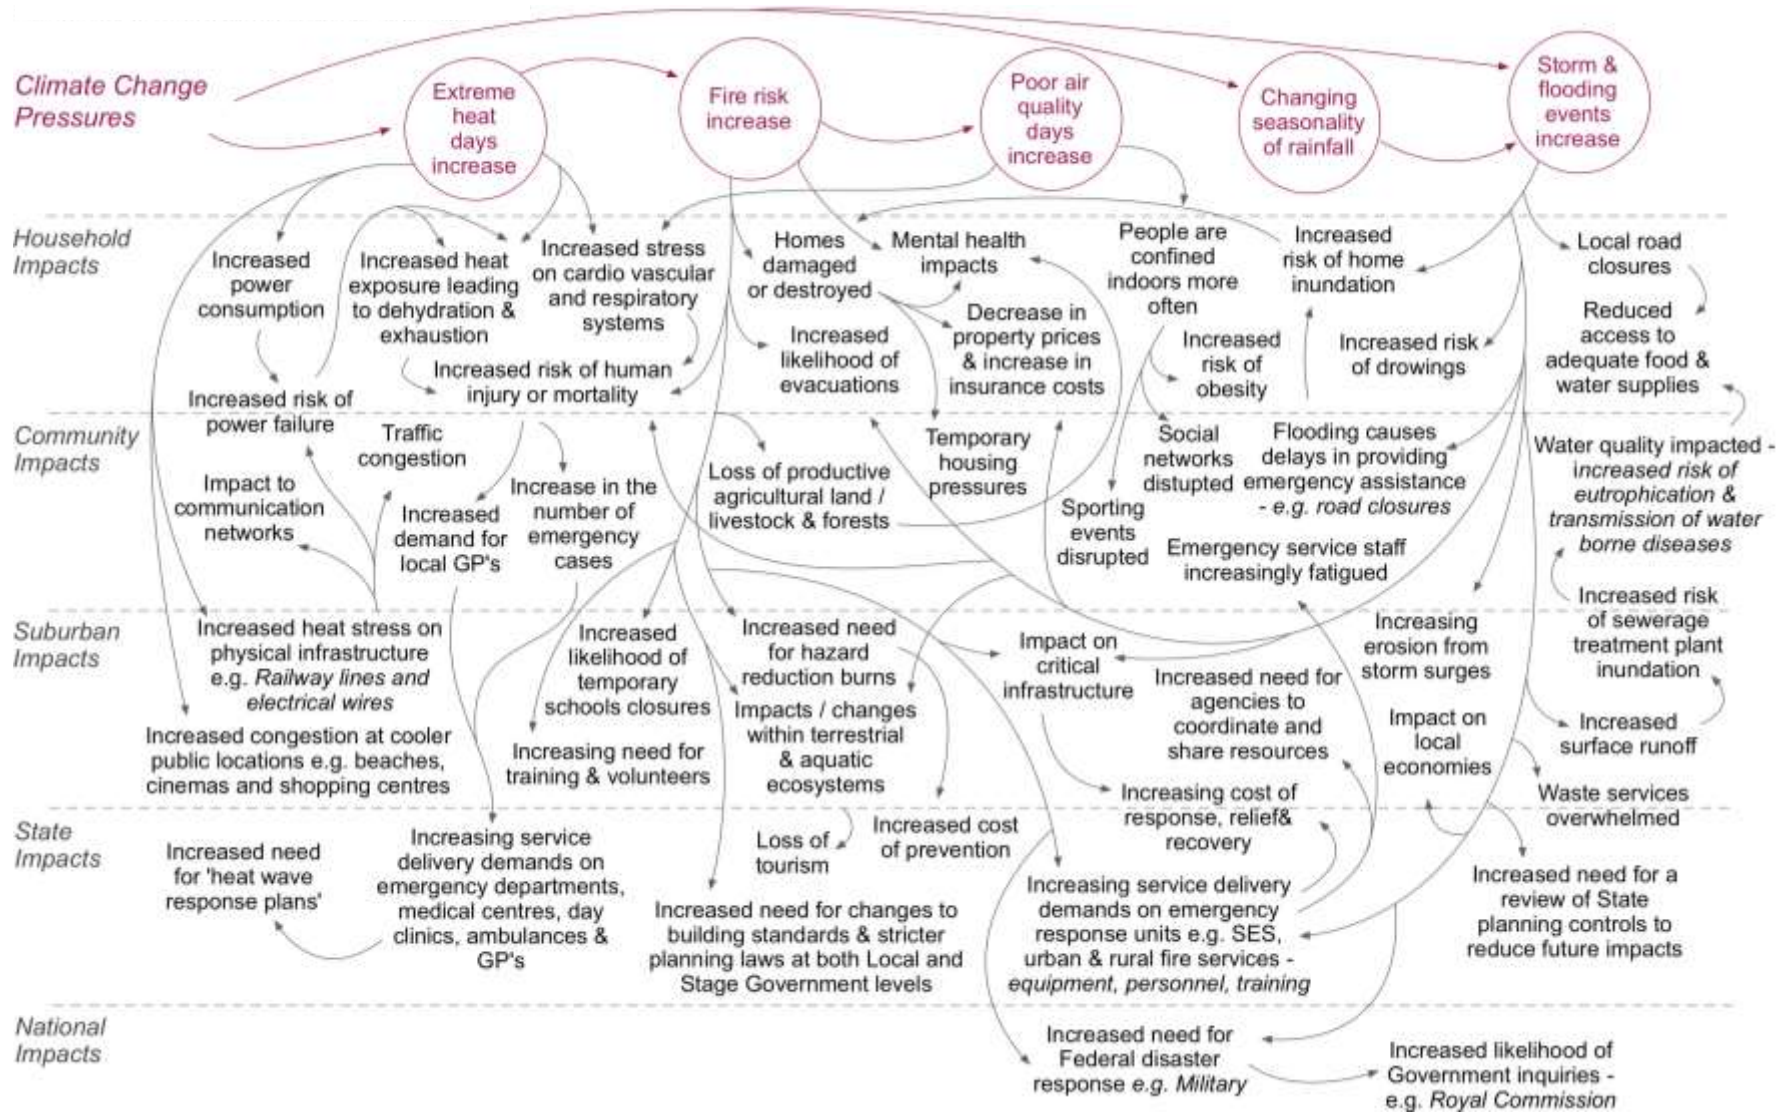 Climate Change
Pressures
Extreme
heat
days
increase
Fire risk
increase
Poor air
quality
days
increase
Changing
seasonality
of rainfall
Storm &
flooding
events
increase
Household
Impacts
Increased
power
consumption
Increased heat
exposure leading
to dehydration &
exhaustion
Increased stress
on cardio vascular
and respiratory
systems
Homes
damaged
or destroyed
Mental health
impacts
People are
confined
indoors more
often
Increased
risk of home
inundation
Local road
closures
Decrease in
property prices
& increase in
insurance costs
Reduced
access to
adequate food &
water supplies
Increased
likelihood of
evacuations
Increased
risk of
obesity
Increased risk
of drowings
Increased risk of human
injury or mortality
Increased risk of
power failure
Community
Impacts
Traffic
congestion
Impact to
communication
networks
Increased
demand for
local GP's
Increase in the
number of
emergency
cases
Loss of productive
agricultural land /
livestock & forests
Temporary
housing
pressures
Sporting
events
disrupted
Social
networks
distupted
Flooding causes
delays in providing
emergency assistance
- e.g. road closures
Water quality impacted -
increased risk of
eutrophication &
transmission of water
borne diseases
Emergency service staff
increasingly fatigued
Suburban
Impacts
Increased heat stress on
physical infrastructure
e.g. Railway lines and
electrical wires
Increased
likelihood of
temporary
schools closures
Increased need
for hazard
reduction burns
Impact on
critical
infrastructure
Increasing
erosion from
storm surges
Increased risk
of sewerage
treatment plant
inundation
Increased need for
agencies to
coordinate and
share resources
Impacts / changes
within terrestrial
& aquatic
ecosystems
Impact on
local
economies
Increased
surface runoff
Increased congestion at cooler
public locations e.g. beaches,
cinemas and shopping centres
Increasing need for
training & volunteers
Increasing cost of
response, relief&
recovery
Waste services
overwhelmed
State
Impacts
Increased need
for 'heat wave
response plans'
Increasing service
delivery demands on
emergency departments,
medical centres, day
clinics, ambulances &
GP's
Loss of
tourism
Increased cost
of prevention
Increased need for changes to
building standards & stricter
planning laws at both Local and
Stage Government levels
Increasing service delivery
demands on emergency
response units e.g. SES,
urban & rural fire services -
equipment, personnel, training
Increased need for a
review of State
planning controls to
reduce future impacts
National
Impacts
Increased need for
Federal disaster
response e.g. Military
Increased likelihood of
Government inquiries -
e.g. Royal Commission